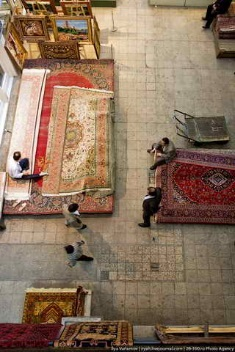 Ilya Varlamov | zyalt.livejournal.com | 28-300.ru Photo Agency